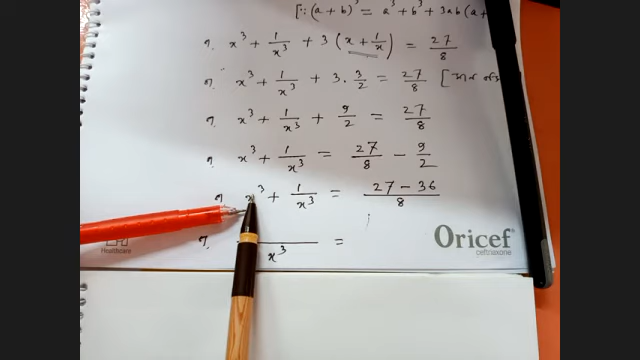 [∵ (a + b)³ = a³ + b³ + 3ab(a +
বা, x³ + 1/x³ + 3 (x + 1/x) = 27/8
বা, x³ + 1/x³ + 3 · 3/2 = 27/8 [মান
বা, x³ + 1/x³ + 9/2 = 27/8
বা, x³ + 1/x³ = 27/8 − 9/2
বা, x³ + 1/x³ = (27 − 36)/8
বা, x³ =
Oricef
ceftriaxone
Healthcare